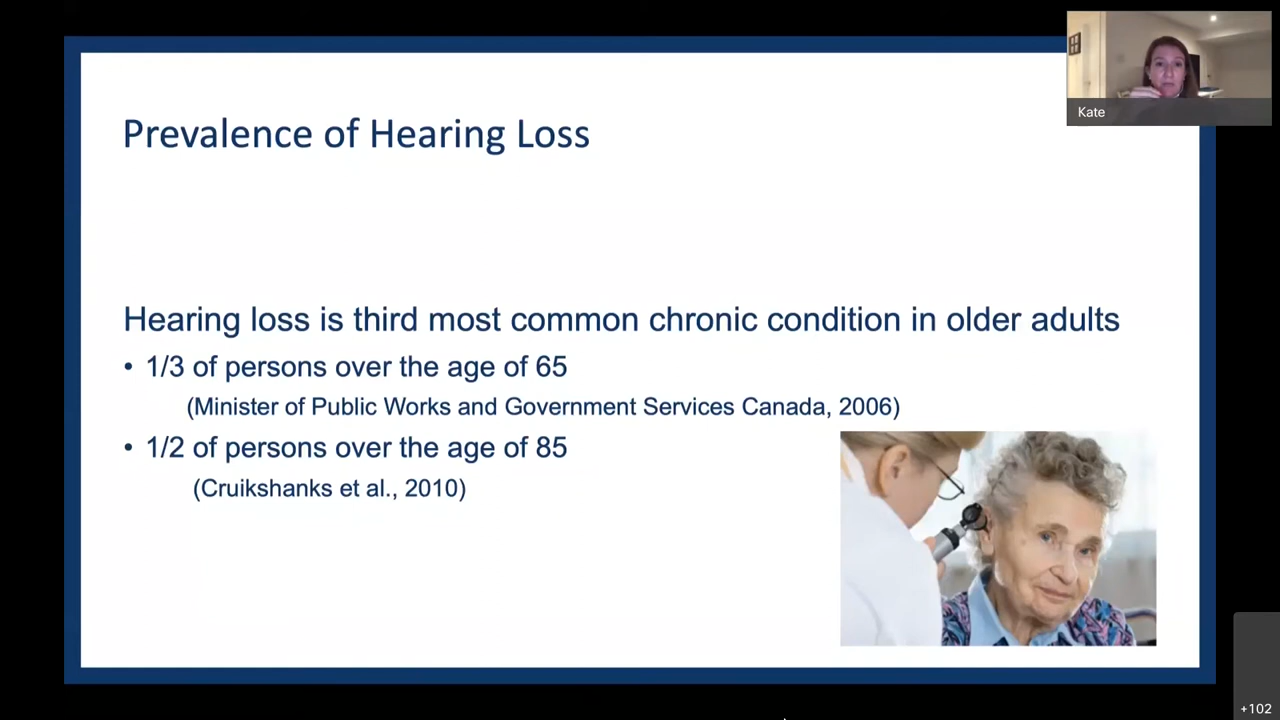 Kate
Prevalence of Hearing Loss
Hearing loss is third most common chronic condition in older adults
• 1/3 of persons over the age of 65
(Minister of Public Works and Government Services Canada, 2006)
• 1/2 of persons over the age of 85
(Cruikshanks et al., 2010)
+102